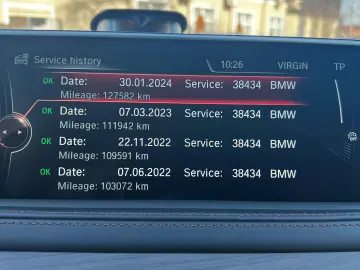 Service history 10:26 VIRGIN TP
OK Date: 30.01.2024 Service: 38434 BMW
Mileage: 127582 km
OK Date: 07.03.2023 Service: 38434 BMW
Mileage: 111942 km
OK Date: 22.11.2022 Service: 38434 BMW
Mileage: 109591 km
OK Date: 07.06.2022 Service: 38434 BMW
Mileage: 103072 km
OFF